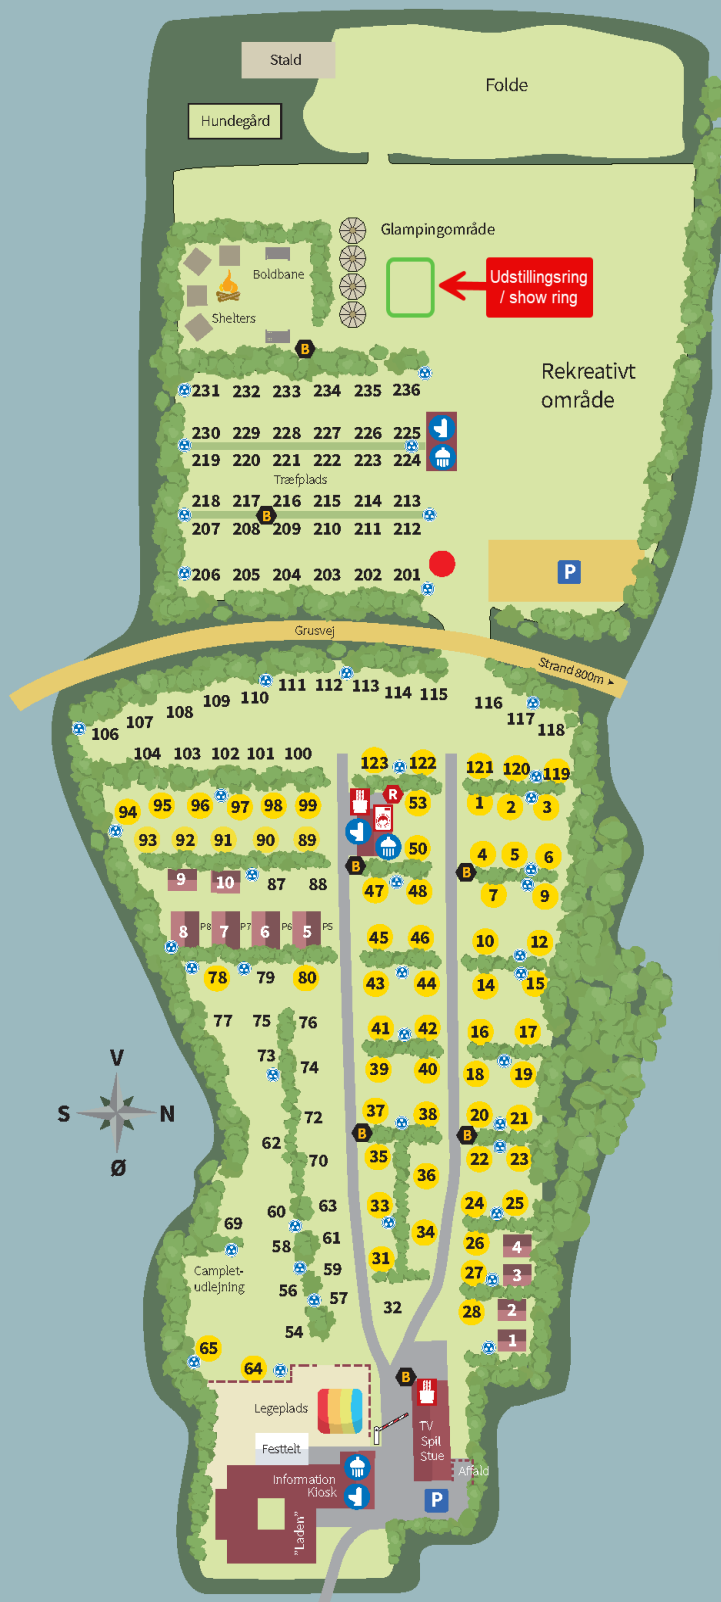 Stald
Folde
Hundegård
Glampingområde
Boldbane
Udstillingsring
/ show ring
Shelters
B
Rekreativt
område
231 232 233 234 235 236
230 229 228 227 226 225
219 220 221 222 223 224
Træfplads
218 217 216 215 214 213
B
207 208 209 210 211 212
206 205 204 203 202 201
P
Grusvej
Strand 800m
106 107 108 109 110 111 112 113 114 115
116 117 118
104 103 102 101 100
123 122
121 120 119
94 95 96 97 98 99
R
53
1 2 3
93 92 91 90 89
50
4 5 6
B
B
9 10 87 88
47 48
7 9
8 P8 7 P7 6 P6 5 P5
45 46
10 12
78 79 80
43 44
14 15
77 75 76
41 42
16 17
73 74
39 40
18 19
V
S N
Ø
72
37 38
20 21
B
B
62
70
35
36
22 23
60 63
33
34
24 25
69
58 61
26 4
Camplet-
udlejning
59
31
27 3
56 57
32
28 2
54
1
65
64
B
Legeplads
TV
Spil
Stue
Festtelt
Information
Kiosk
Affald
P
"Laden"